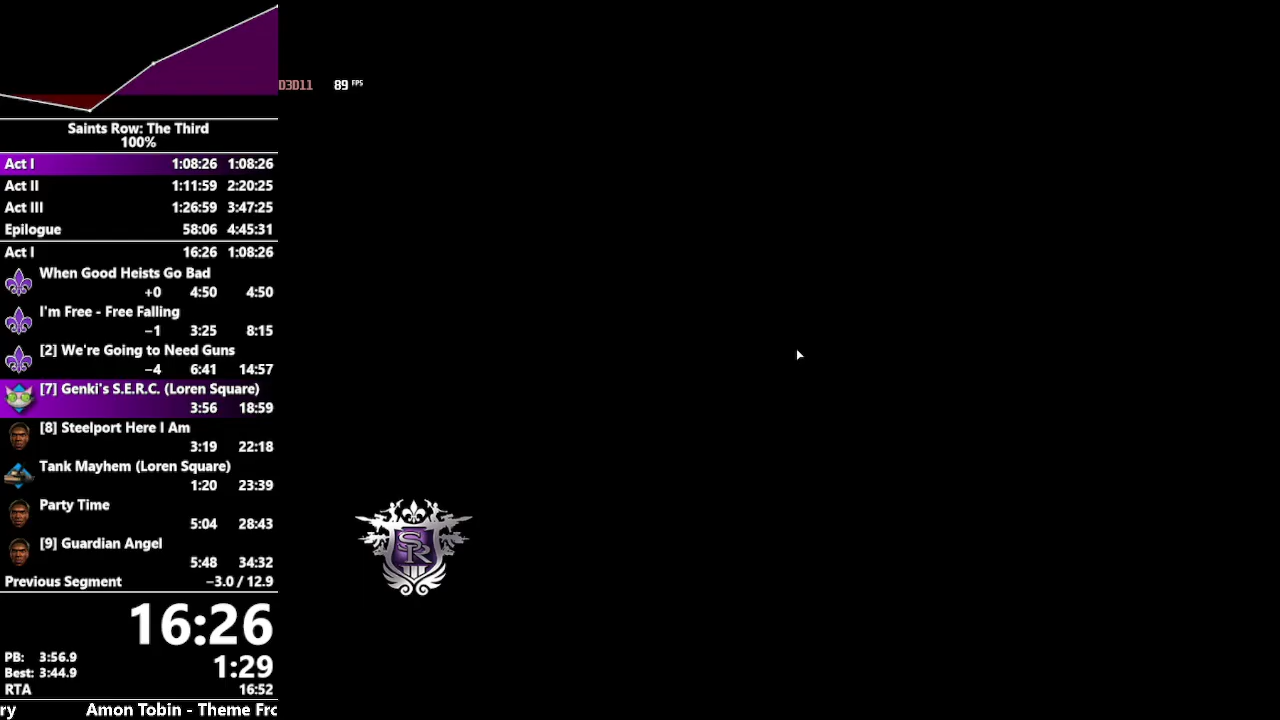 D3D11 89 FPS
Saints Row: The Third
100%
Act I 1:08:26 1:08:26
Act II 1:11:59 2:20:25
Act III 1:26:59 3:47:25
Epilogue 58:06 4:45:31
Act I 16:26 1:08:26
When Good Heists Go Bad
+0 4:50 4:50
I'm Free - Free Falling
−1 3:25 8:15
[2] We're Going to Need Guns
−4 6:41 14:57
[7] Genki's S.E.R.C. (Loren Square)
3:56 18:59
[8] Steelport Here I Am
3:19 22:18
Tank Mayhem (Loren Square)
1:20 23:39
Party Time
5:04 28:43
[9] Guardian Angel
5:48 34:32
Previous Segment −3.0 / 12.9
16:26
PB: 3:56.9
Best: 3:44.9
1:29
RTA 16:52
ry Amon Tobin - Theme Frc
SR